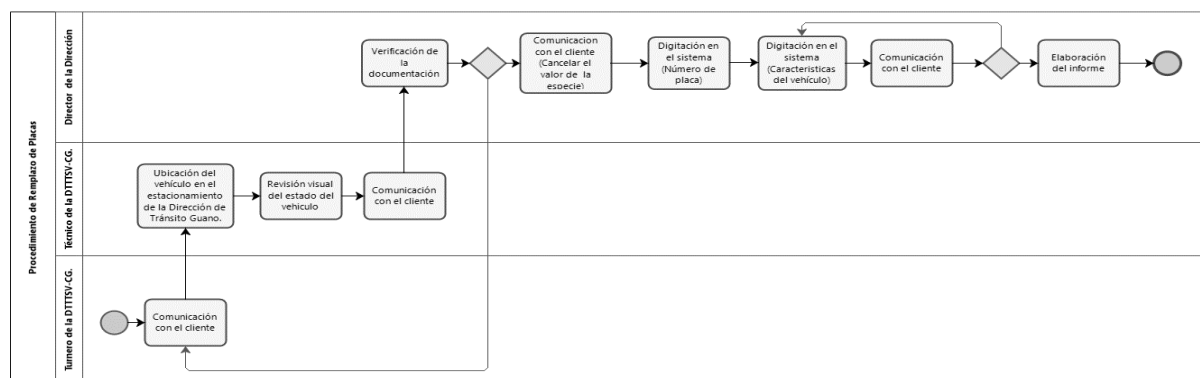 Procedimiento de Remplazo de Placas
Director de la Dirección
Verificación de
la
documentación
Comunicacion
con el cliente
(Cancelar el
valor de la
especie)
Digitación en
el sistema
(Número de
placa)
Digitación en el
sistema
(Caracteristicas
del vehículo)
Comunicación
con el cliente
Elaboración
del informe
Técnico de la DTTTSV-CG.
Ubicación del
vehículo en el
estacionamiento
de la Dirección de
Tránsito Guano.
Revisión visual
del estado del
vehiculo
Comunicación
con el cliente
Turnero de la DTTTSV-CG.
Comunicación
con el cliente